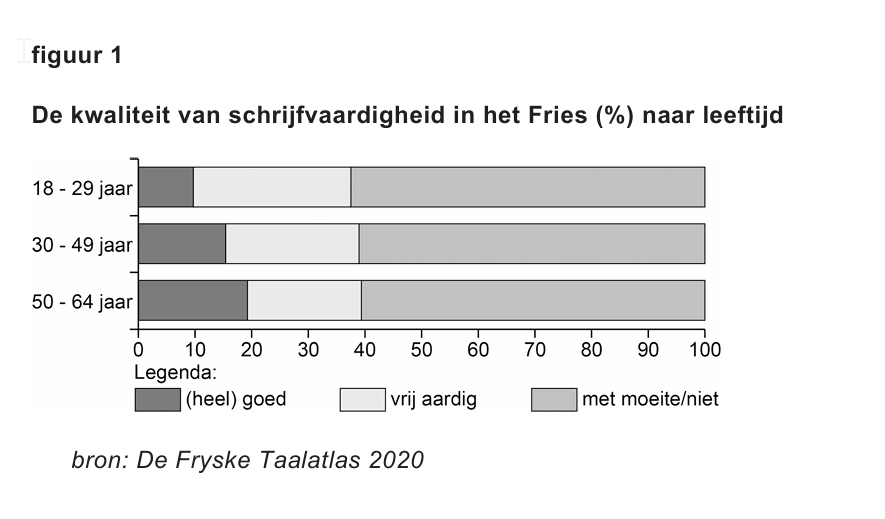 figuur 1
De kwaliteit van schrijfvaardigheid in het Fries (%) naar leeftijd
18 - 29 jaar
30 - 49 jaar
50 - 64 jaar
0 10 20 30 40 50 60 70 80 90 100
Legenda:
(heel) goed vrij aardig met moeite/niet
bron: De Fryske Taalatlas 2020